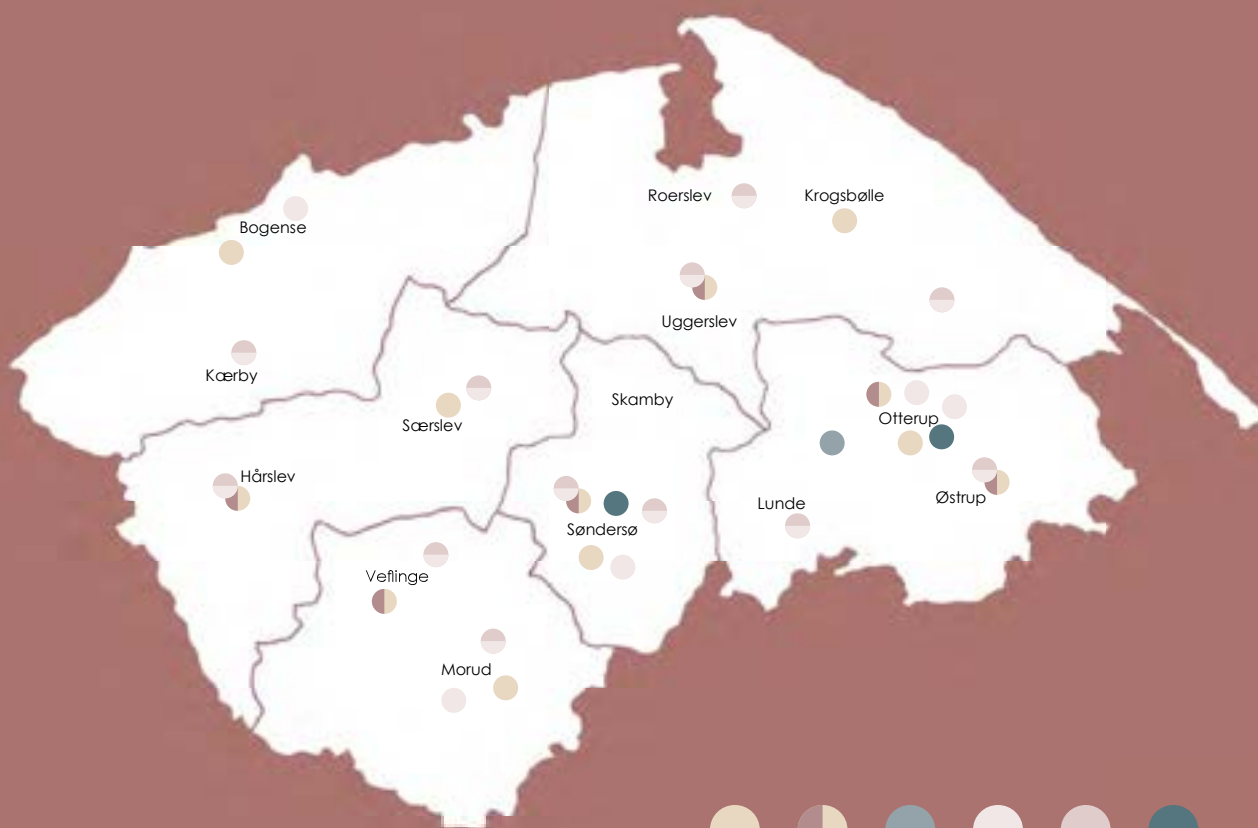 Roerslev
Krogsbølle
Bogense
Uggerslev
Kærby
Skamby
Særslev
Otterup
Hårslev
Østrup
Lunde
Søndersø
Veflinge
Morud